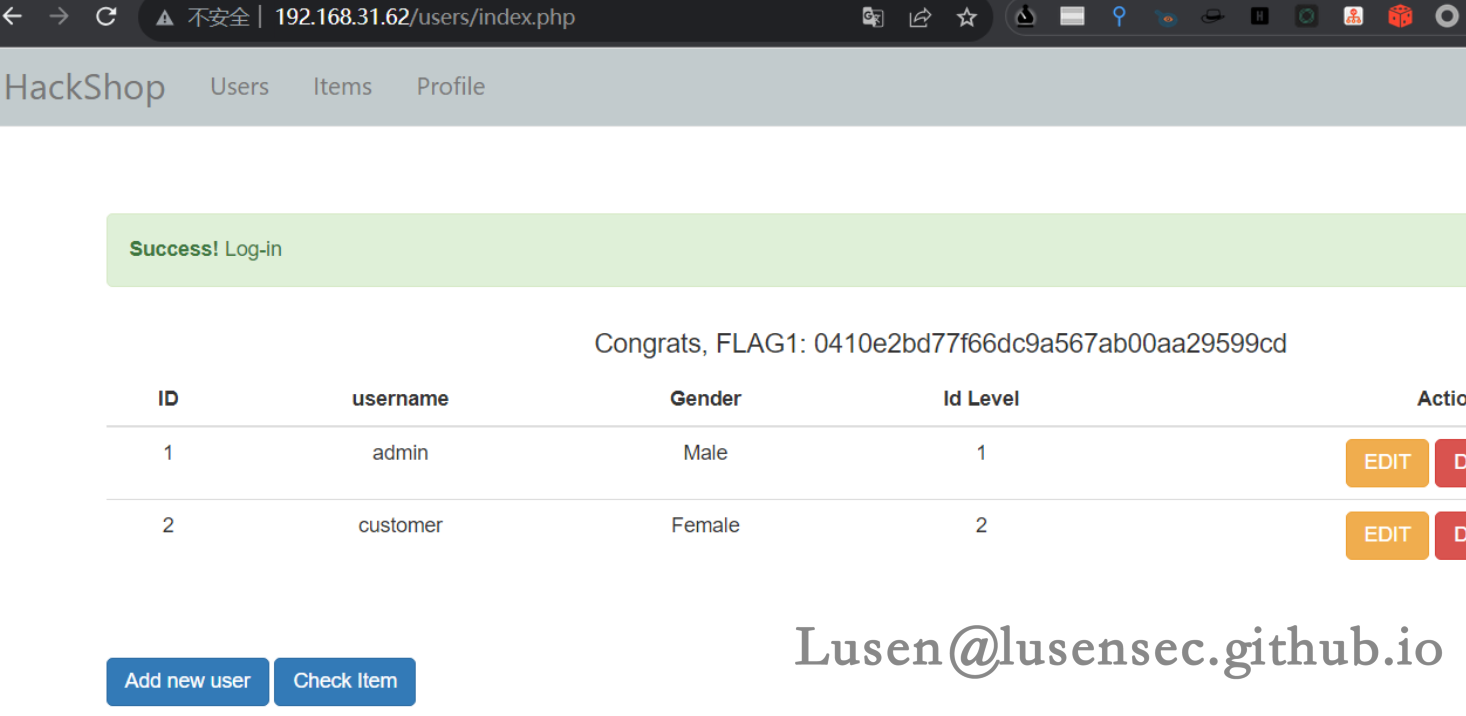 不安全 192.168.31.62/users/index.php
HackShop Users Items Profile
Success! Log-in
Congrats, FLAG1: 0410e2bd77f66dc9a567ab00aa29599cd
ID username Gender Id Level Actio
1 admin Male 1 EDIT D
2 customer Female 2 EDIT D
Lusen@lusensec.github.io
Add new user Check Item